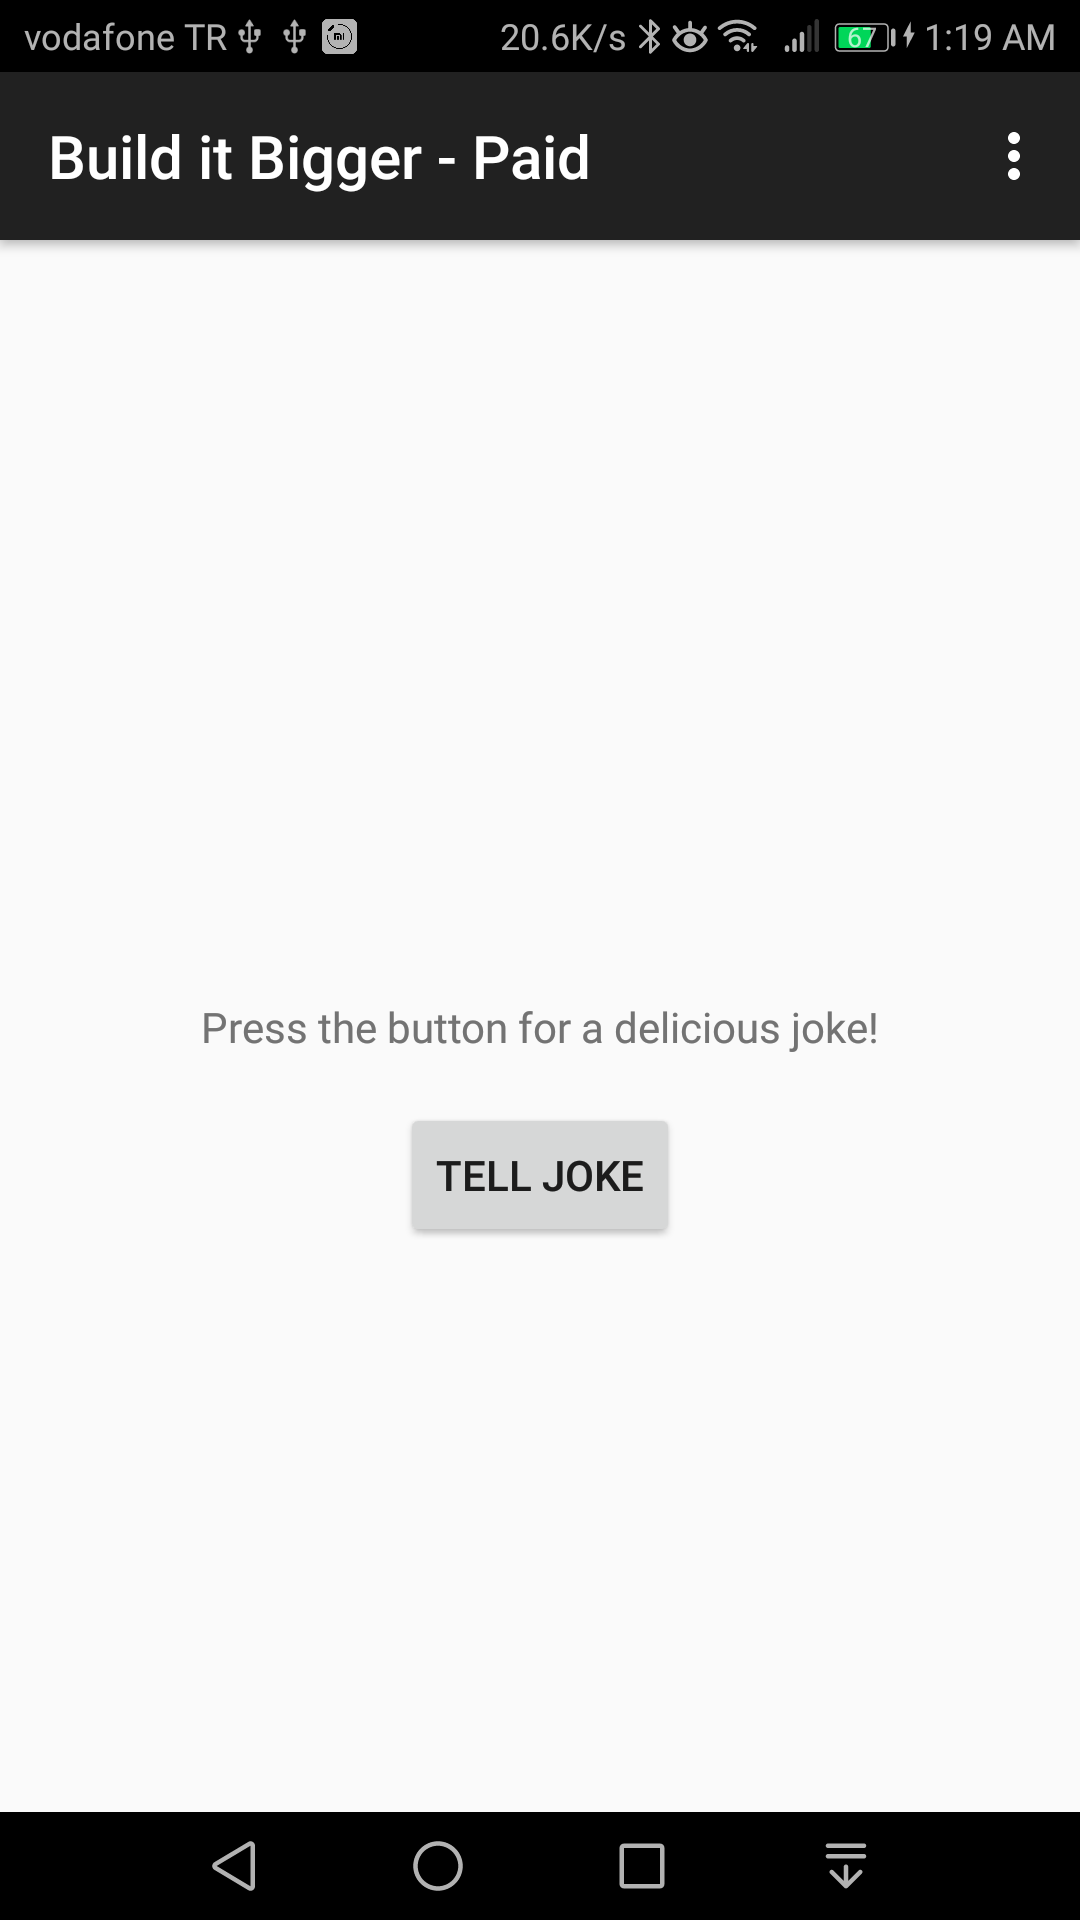 vodafone TR 20.6K/s 67 1:19 AM
Build it Bigger - Paid
Press the button for a delicious joke!
TELL JOKE